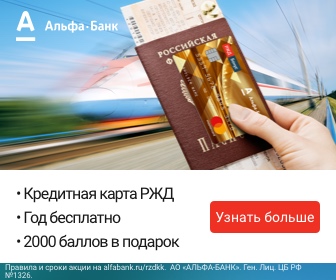 А
Альфа-Банк
РОССИЙСКАЯ
• Кредитная карта РЖД
• Год бесплатно
• 2000 баллов в подарок
Узнать больше
Правила и сроки акции на alfabank.ru/rzdkk. АО «АЛЬФА-БАНК». Ген. Лиц. ЦБ РФ
№1326.